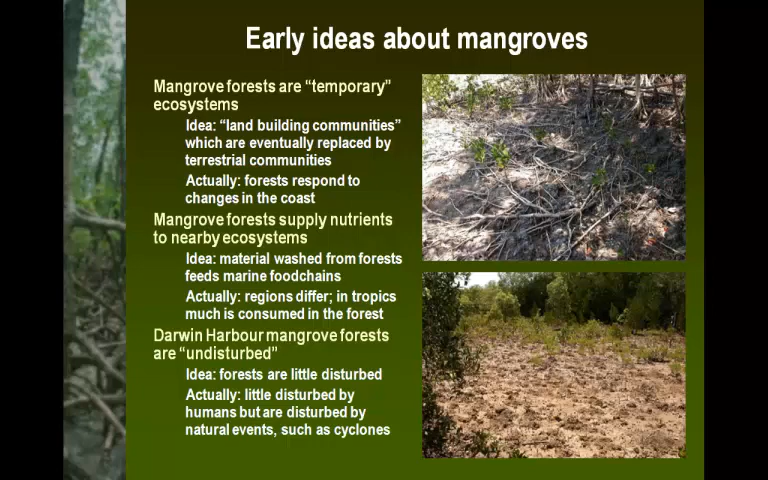 Early ideas about mangroves
Mangrove forests are “temporary”
ecosystems
Idea: “land building communities”
which are eventually replaced by
terrestrial communities
Actually: forests respond to
changes in the coast
Mangrove forests supply nutrients
to nearby ecosystems
Idea: material washed from forests
feeds marine foodchains
Actually: regions differ; in tropics
much is consumed in the forest
Darwin Harbour mangrove forests
are “undisturbed”
Idea: forests are little disturbed
Actually: little disturbed by
humans but are disturbed by
natural events, such as cyclones